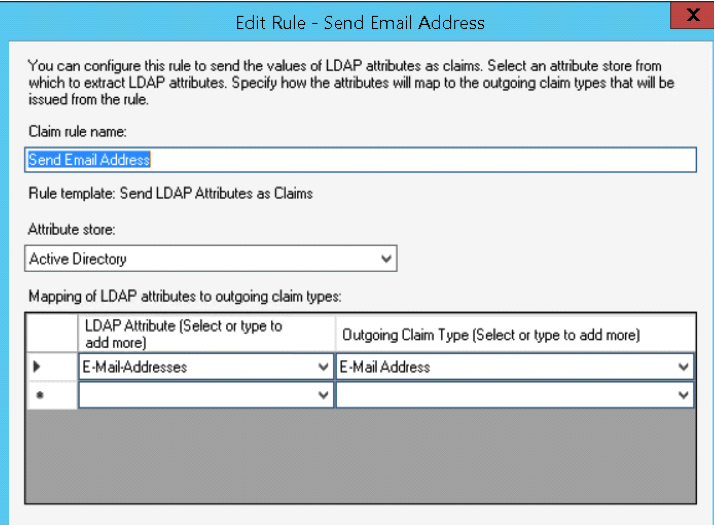 Edit Rule - Send Email Address
X
You can configure this rule to send the values of LDAP attributes as claims. Select an attribute store from
which to extract LDAP attributes. Specify how the attributes will map to the outgoing claim types that will be
issued from the rule.
Claim rule name:
Send Email Address
Rule template: Send LDAP Attributes as Claims
Attribute store:
Active Directory
Mapping of LDAP attributes to outgoing claim types:
LDAP Attribute (Select or type to
add more)
Outgoing Claim Type (Select or type to add more)
E-Mail-Addresses
E-Mail Address